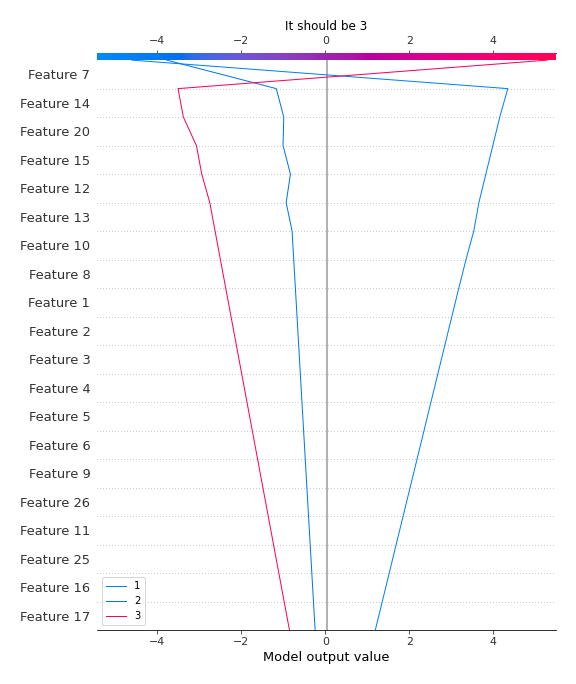 It should be 3
−4 −2 0 2 4
Feature 7
Feature 14
Feature 20
Feature 15
Feature 12
Feature 13
Feature 10
Feature 8
Feature 1
Feature 2
Feature 3
Feature 4
Feature 5
Feature 6
Feature 9
Feature 26
Feature 11
Feature 25
Feature 16
Feature 17
1
2
3
−4 −2 0 2 4
Model output value